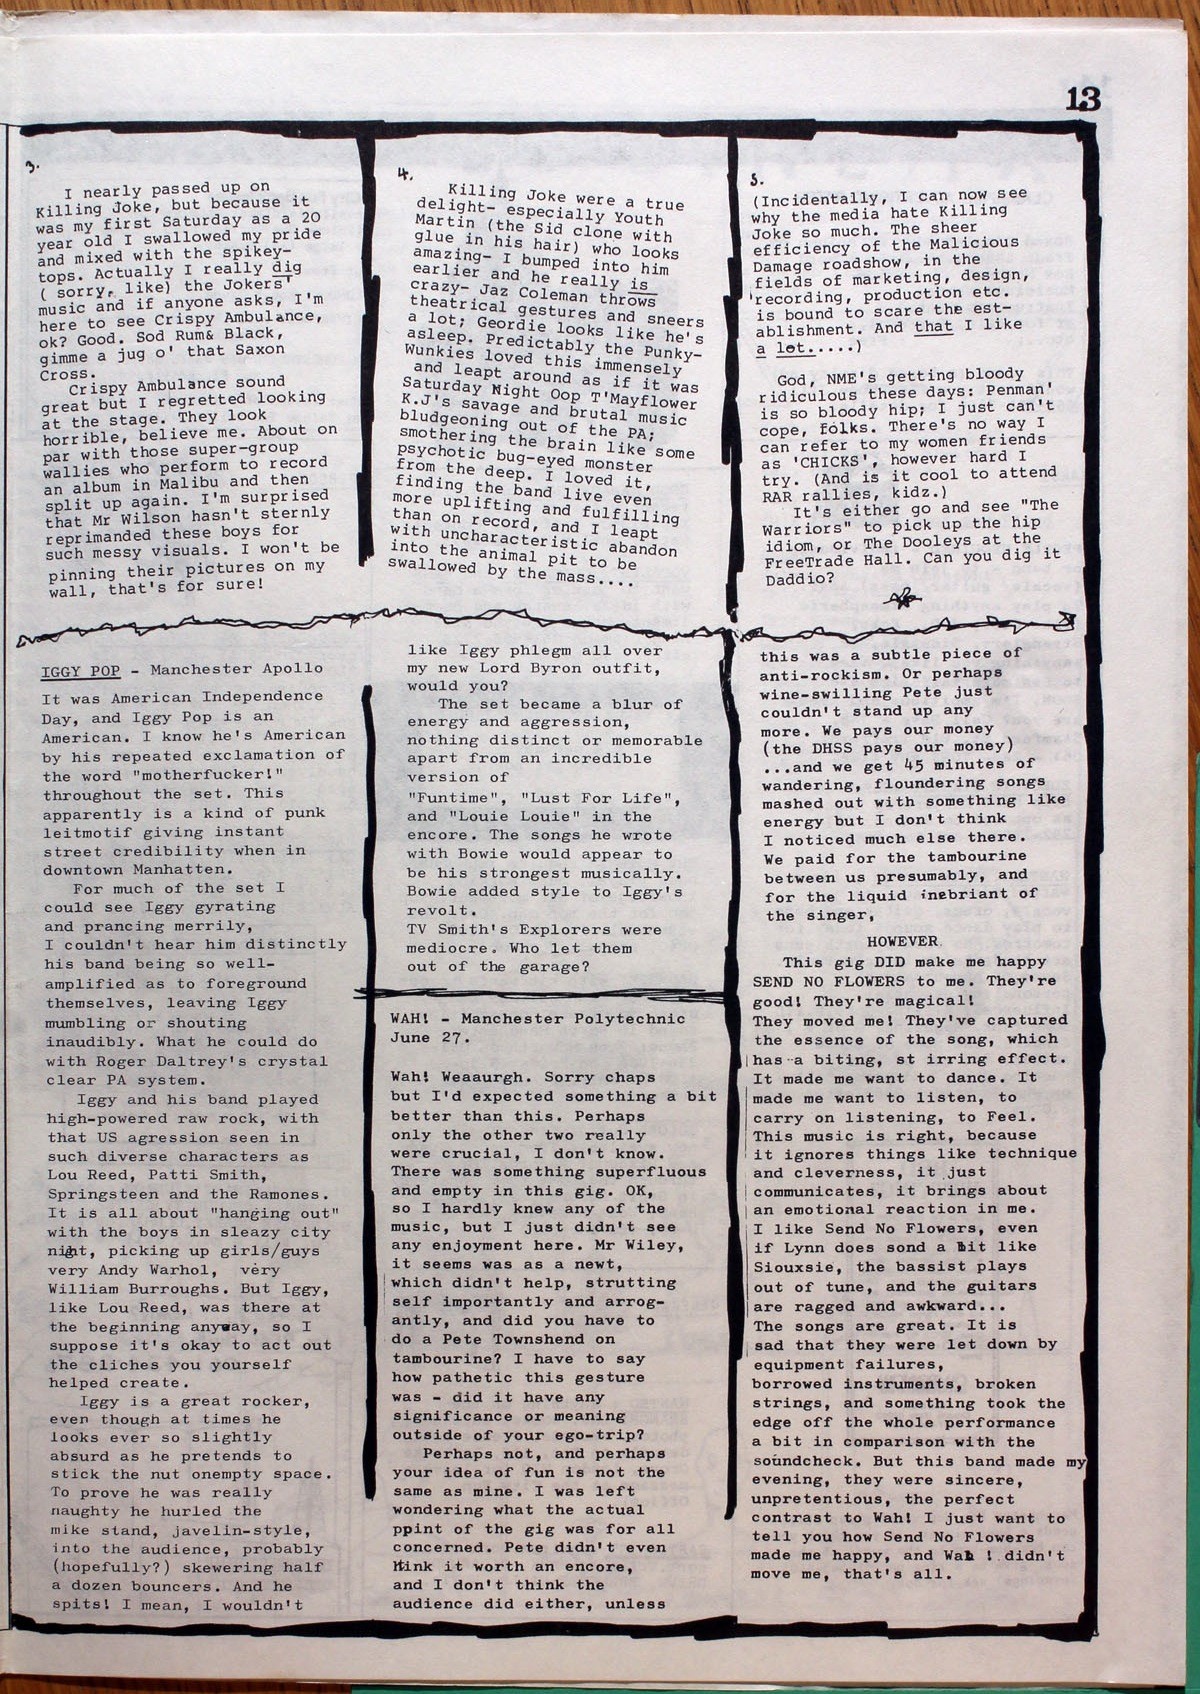 13
3.
I nearly passed up on
Killing Joke, but because it
was my first Saturday as a 20
year old I swallowed my pride
and mixed with the spikey-
tops. Actually I really dig
( sorry, like) the Jokers'
music and if anyone asks, I'm
here to see Crispy Ambulance,
ok? Good. Sod Rum& Black,
gimme a jug o' that Saxon
Cross.
Crispy Ambulance sound
great but I regretted looking
at the stage. They look
horrible, believe me. About on
par with those super-group
wallies who perform to record
an album in Malibu and then
split up again. I'm surprised
that Mr Wilson hasn't sternly
reprimanded these boys for
such messy visuals. I won't be
pinning their pictures on my
wall, that's for sure!
4.
Killing Joke were a true
delight- especially Youth
Martin (the Sid clone with
glue in his hair) who looks
amazing- I bumped into him
earlier and he really is
crazy- Jaz Coleman throws
theatrical gestures and sneers
a lot; Geordie looks like he's
asleep. Predictably the Punky-
Wunkies loved this immensely
and leapt around as if it was
Saturday Night Oop T'Mayflower
K.J's savage and brutal music
bludgeoning out of the PA;
smothering the brain like some
psychotic bug-eyed monster
from the deep. I loved it,
finding the band live even
more uplifting and fulfilling
than on record, and I leapt
with uncharacteristic abandon
into the animal pit to be
swallowed by the mass....
5.
(Incidentally, I can now see
why the media hate Killing
Joke so much. The sheer
efficiency of the Malicious
Damage roadshow, in the
fields of marketing, design,
recording, production etc.
is bound to scare the est-
ablishment. And that I like
a lot.....)
God, NME's getting bloody
ridiculous these days: Penman'
is so bloody hip; I just can't
cope, folks. There's no way I
can refer to my women friends
as 'CHICKS', however hard I
try. (And is it cool to attend
RAR rallies, kidz.)
It's either go and see "The
Warriors" to pick up the hip
idiom, or The Dooleys at the
FreeTrade Hall. Can you dig it
Daddio?
IGGY POP - Manchester Apollo
It was American Independence
Day, and Iggy Pop is an
American. I know he's American
by his repeated exclamation of
the word "motherfucker!"
throughout the set. This
apparently is a kind of punk
leitmotif giving instant
street credibility when in
downtown Manhatten.
For much of the set I
could see Iggy gyrating
and prancing merrily,
I couldn't hear him distinctly
his band being so well-
amplified as to foreground
themselves, leaving Iggy
mumbling or shouting
inaudibly. What he could do
with Roger Daltrey's crystal
clear PA system.
Iggy and his band played
high-powered raw rock, with
that US agression seen in
such diverse characters as
Lou Reed, Patti Smith,
Springsteen and the Ramones.
It is all about "hanging out"
with the boys in sleazy city
night, picking up girls/guys
very Andy Warhol, very
William Burroughs. But Iggy,
like Lou Reed, was there at
the beginning anyway, so I
suppose it's okay to act out
the cliches you yourself
helped create.
Iggy is a great rocker,
even though at times he
looks ever so slightly
absurd as he pretends to
stick the nut onempty space.
To prove he was really
naughty he hurled the
mike stand, javelin-style,
into the audience, probably
(hopefully?) skewering half
a dozen bouncers. And he
spits! I mean, I wouldn't
like Iggy phlegm all over
my new Lord Byron outfit,
would you?
The set became a blur of
energy and aggression,
nothing distinct or memorable
apart from an incredible
version of
"Funtime", "Lust For Life",
and "Louie Louie" in the
encore. The songs he wrote
with Bowie would appear to
be his strongest musically.
Bowie added style to Iggy's
revolt.
TV Smith's Explorers were
mediocre. Who let them
out of the garage?
WAH! - Manchester Polytechnic
June 27.
Wah! Weaaurgh. Sorry chaps
but I'd expected something a bit
better than this. Perhaps
only the other two really
were crucial, I don't know.
There was something superfluous
and empty in this gig. OK,
so I hardly knew any of the
music, but I just didn't see
any enjoyment here. Mr Wiley,
it seems was as a newt,
which didn't help, strutting
self importantly and arrog-
antly, and did you have to
do a Pete Townshend on
tambourine? I have to say
how pathetic this gesture
was - did it have any
significance or meaning
outside of your ego-trip?
Perhaps not, and perhaps
your idea of fun is not the
same as mine. I was left
wondering what the actual
ppint of the gig was for all
concerned. Pete didn't even
think it worth an encore,
and I don't think the
audience did either, unless
this was a subtle piece of
anti-rockism. Or perhaps
wine-swilling Pete just
couldn't stand up any
more. We pays our money
(the DHSS pays our money)
...and we get 45 minutes of
wandering, floundering songs
mashed out with something like
energy but I don't think
I noticed much else there.
We paid for the tambourine
between us presumably, and
for the liquid inebriant of
the singer,
HOWEVER
This gig DID make me happy
SEND NO FLOWERS to me. They're
good! They're magical!
They moved me! They've captured
the essence of the song, which
has a biting, st irring effect.
It made me want to dance. It
made me want to listen, to
carry on listening, to Feel.
This music is right, because
it ignores things like technique
and cleverness, it just
communicates, it brings about
an emotional reaction in me.
I like Send No Flowers, even
if Lynn does sond a bit like
Siouxsie, the bassist plays
out of tune, and the guitars
are ragged and awkward...
The songs are great. It is
sad that they were let down by
equipment failures,
borrowed instruments, broken
strings, and something took the
edge off the whole performance
a bit in comparison with the
soundcheck. But this band made my
evening, they were sincere,
unpretentious, the perfect
contrast to Wah! I just want to
tell you how Send No Flowers
made me happy, and Wah ! didn't
move me, that's all.